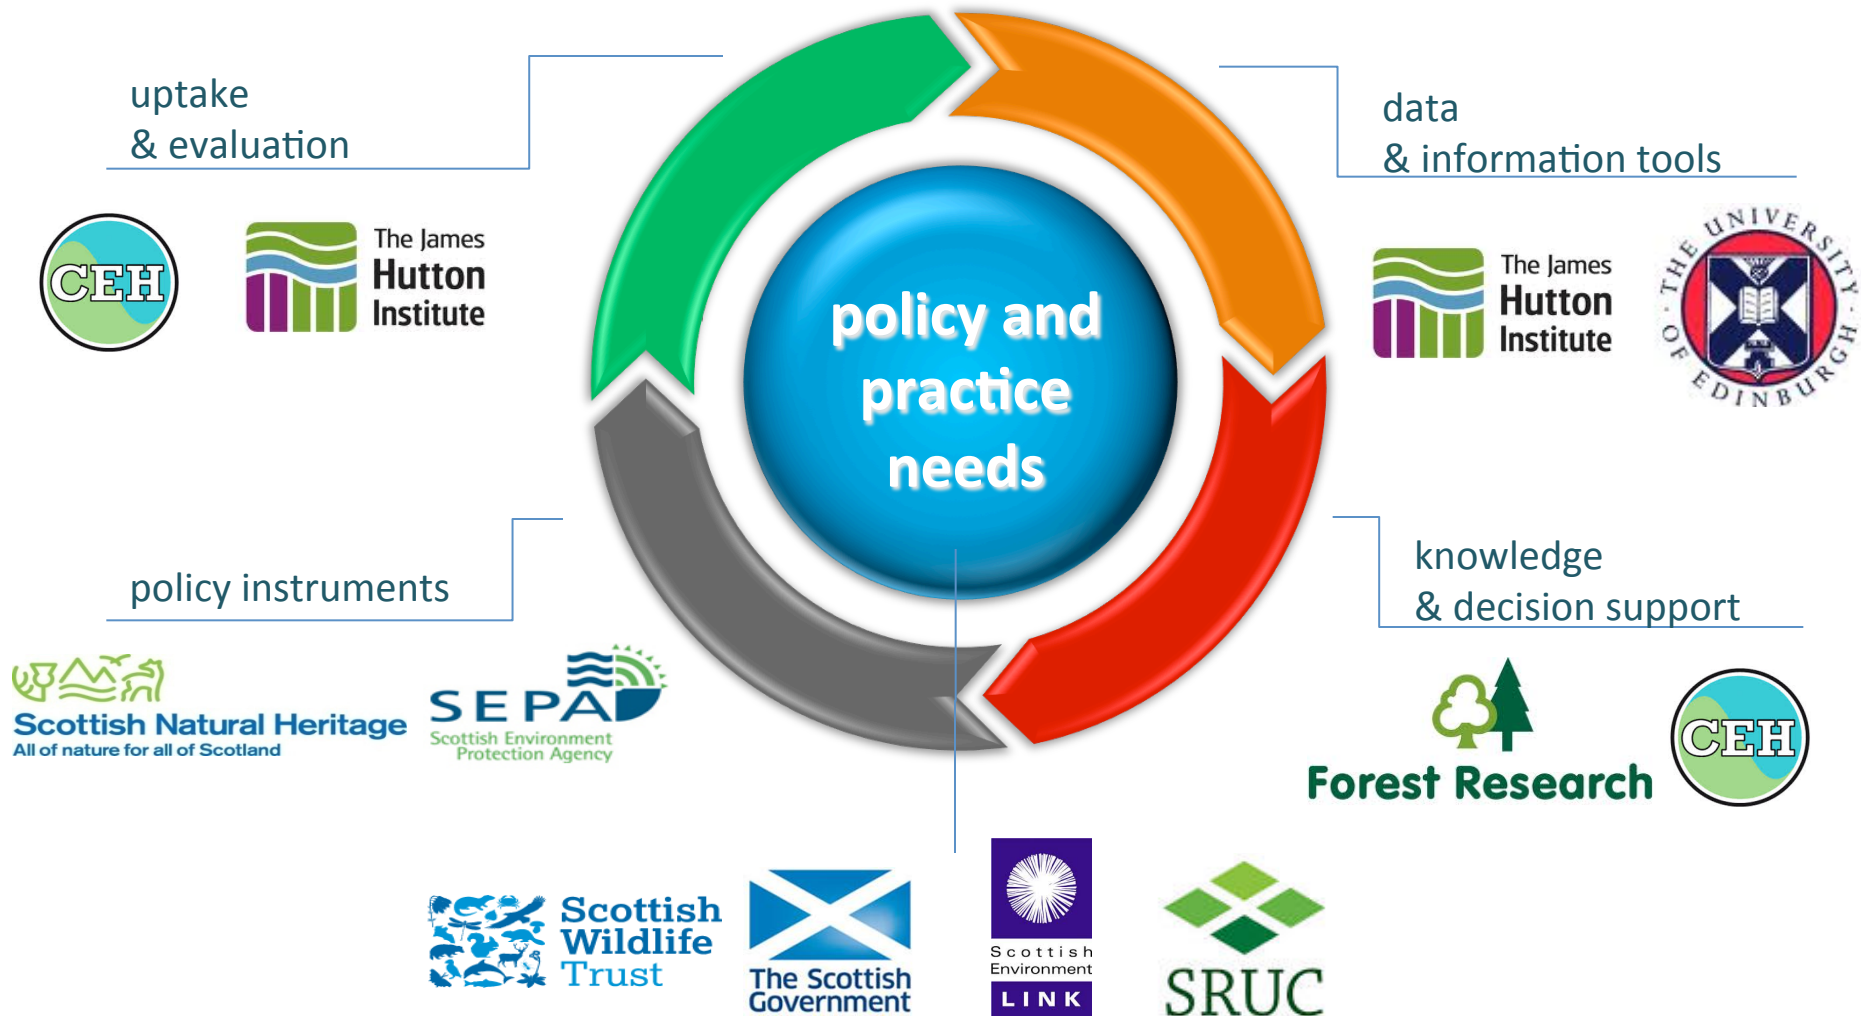 uptake
& evaluation
data
& information tools
CEH
The James
Hutton
Institute
The James
Hutton
Institute
THE UNIVERSITY · OF EDINBURGH ·
policy and
practice
needs
policy instruments
knowledge
& decision support
Scottish Natural Heritage
All of nature for all of Scotland
SEPA
Scottish Environment
Protection Agency
Forest Research
CEH
Scottish
Wildlife
Trust
The Scottish
Government
Scottish
Environment
LINK
SRUC